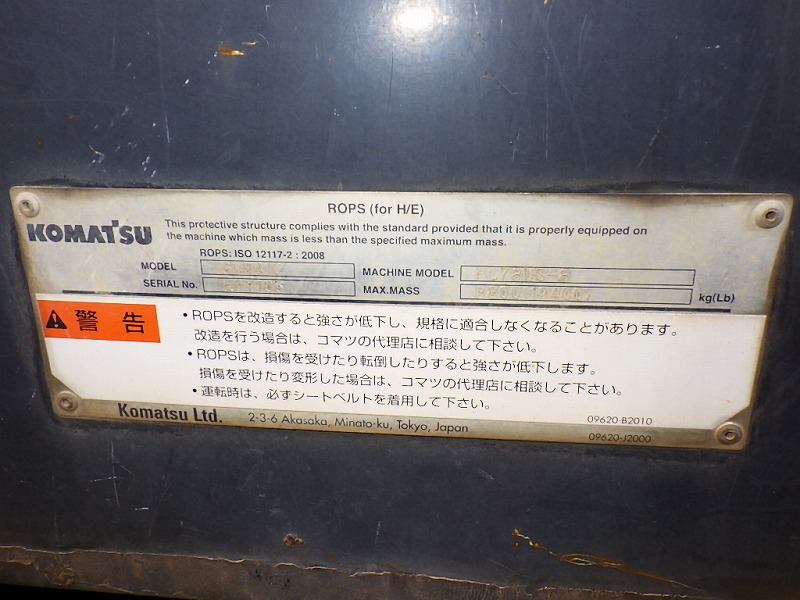 ROPS (for H/E)
KOMATSU
This protective structure complies with the standard provided that it is properly equipped on
the machine which mass is less than the specified maximum mass.
ROPS: ISO 12117-2 : 2008
MODEL
MACHINE MODEL
SERIAL No.
MAX.MASS
kg(Lb)
警告
・ROPSを改造すると強さが低下し、規格に適合しなくなることがあります。
改造を行う場合は、コマツの代理店に相談して下さい。
・ROPSは、損傷を受けたり転倒したりすると強さが低下します。
損傷を受けたり変形した場合は、コマツの代理店に相談して下さい。
・運転時は、必ずシートベルトを着用して下さい。
09620-B2010
Komatsu Ltd. 2-3-6 Akasaka, Minato-ku, Tokyo, Japan
09620-J2000